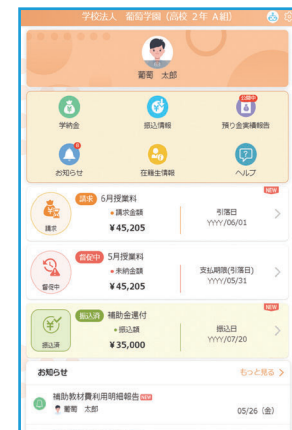 学校法人 葡萄学園（高校 2年 A組）
葡萄 太郎
公開中
学納金
振込情報
預り金実績報告
お知らせ
在籍生情報
ヘルプ
NEW
請求 6月授業料
•請求金額
¥45,205
引落日
YYYY/06/01
請求
督促中 5月授業料
•未納金額
¥45,205
支払期限(引落日)
YYYY/05/31
督促中
NEW
振込済 補助金還付
•振込額
¥35,000
振込日
YYYY/07/20
振込済
お知らせ
もっと見る
補助教材費利用明細報告 NEW
葡萄 太郎
05/26（金）